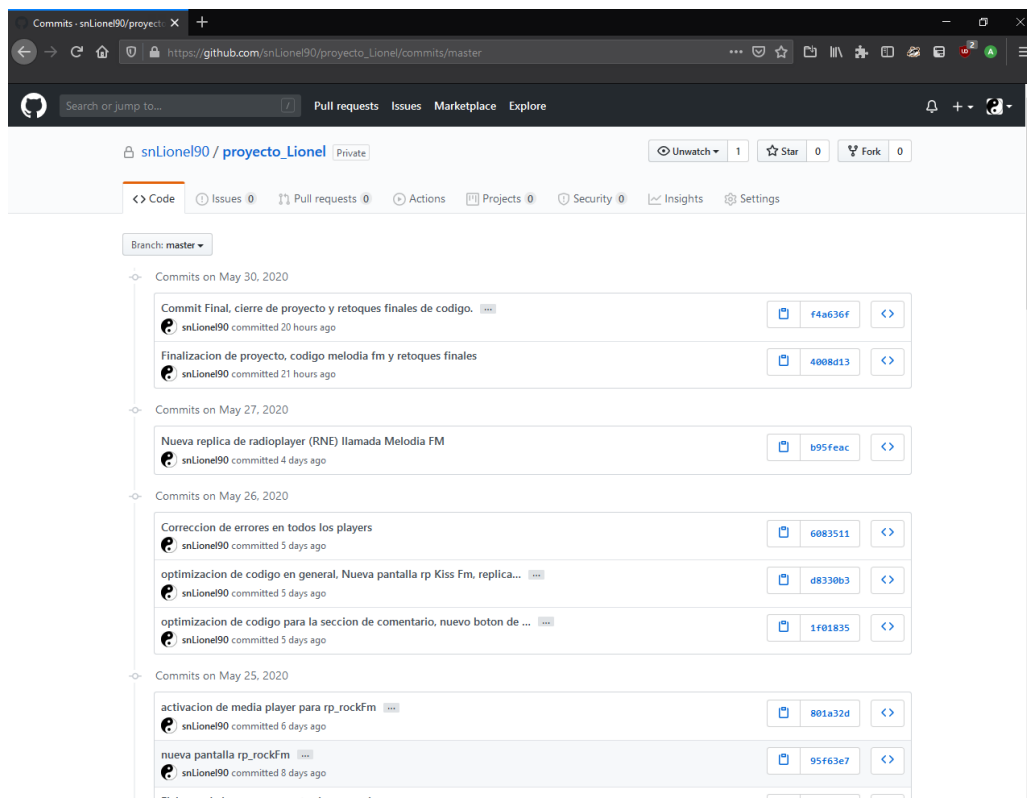 Commits · snLionel90/proyecto
https://github.com/snLionel90/proyecto_Lionel/commits/master
2
Search or jump to... /
Pull requests Issues Marketplace Explore
snLionel90 / proyecto_Lionel Private
Unwatch 1 Star 0 Fork 0
Code Issues 0 Pull requests 0 Actions Projects 0 Security 0 Insights Settings
Branch: master
Commits on May 30, 2020
Commit Final, cierre de proyecto y retoques finales de codigo. ...
f4a636f
snLionel90 committed 20 hours ago
Finalizacion de proyecto, codigo melodia fm y retoques finales
4008d13
snLionel90 committed 21 hours ago
Commits on May 27, 2020
Nueva replica de radioplayer (RNE) llamada Melodia FM
b95feac
snLionel90 committed 4 days ago
Commits on May 26, 2020
Correccion de errores en todos los players
6083511
snLionel90 committed 5 days ago
optimizacion de codigo en general, Nueva pantalla rp Kiss Fm, replica... ...
d8330b3
snLionel90 committed 5 days ago
optimizacion de codigo para la seccion de comentario, nuevo boton de ... ...
1f01835
snLionel90 committed 5 days ago
Commits on May 25, 2020
activacion de media player para rp_rockFm ...
801a32d
snLionel90 committed 6 days ago
nueva pantalla rp_rockFm ...
95f63e7
snLionel90 committed 8 days ago